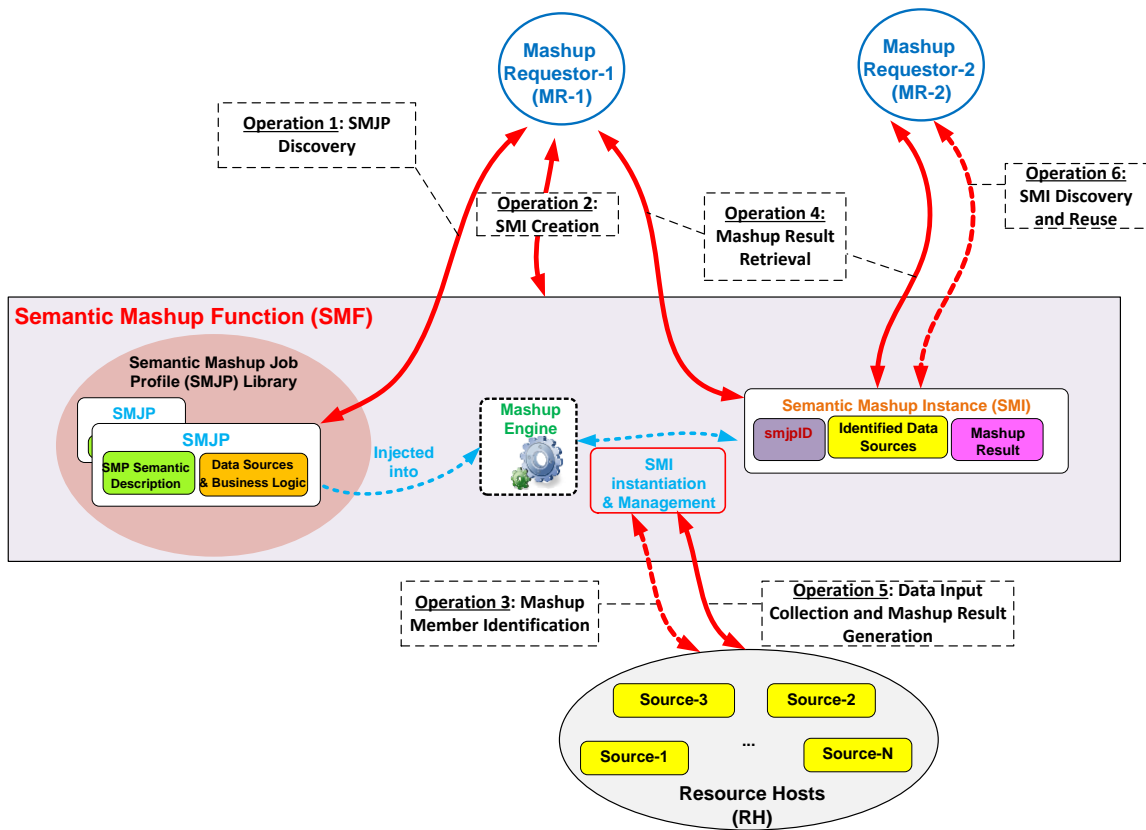 Mashup
Requestor-1
(MR-1)
Mashup
Requestor-2
(MR-2)
Operation 1: SMJP
Discovery
Operation 2:
SMI Creation
Operation 4:
Mashup Result
Retrieval
Operation 6:
SMI Discovery
and Reuse
Semantic Mashup Function (SMF)
Semantic Mashup Job
Profile (SMJP) Library
SMJP
SMJP
SMP Semantic
Description
Data Sources
& Business Logic
Injected
into
Mashup
Engine
SMI
instantiation
& Management
Semantic Mashup Instance (SMI)
smjpID
Identified Data
Sources
Mashup
Result
Operation 3: Mashup
Member Identification
Operation 5: Data Input
Collection and Mashup Result
Generation
Source-3
Source-2
Source-1
...
Source-N
Resource Hosts
(RH)